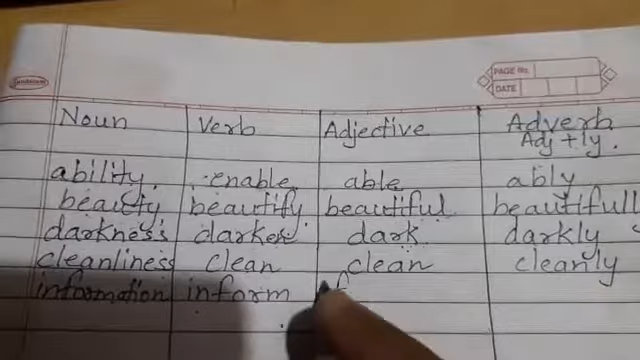 PAGE No.
DATE
Noun Verb Adjective Adverb
Adj + ly.
ability enable able ably
beauty beautify beautiful beautifull
darkness darken dark darkly
cleanliness clean clean cleanly
information inform